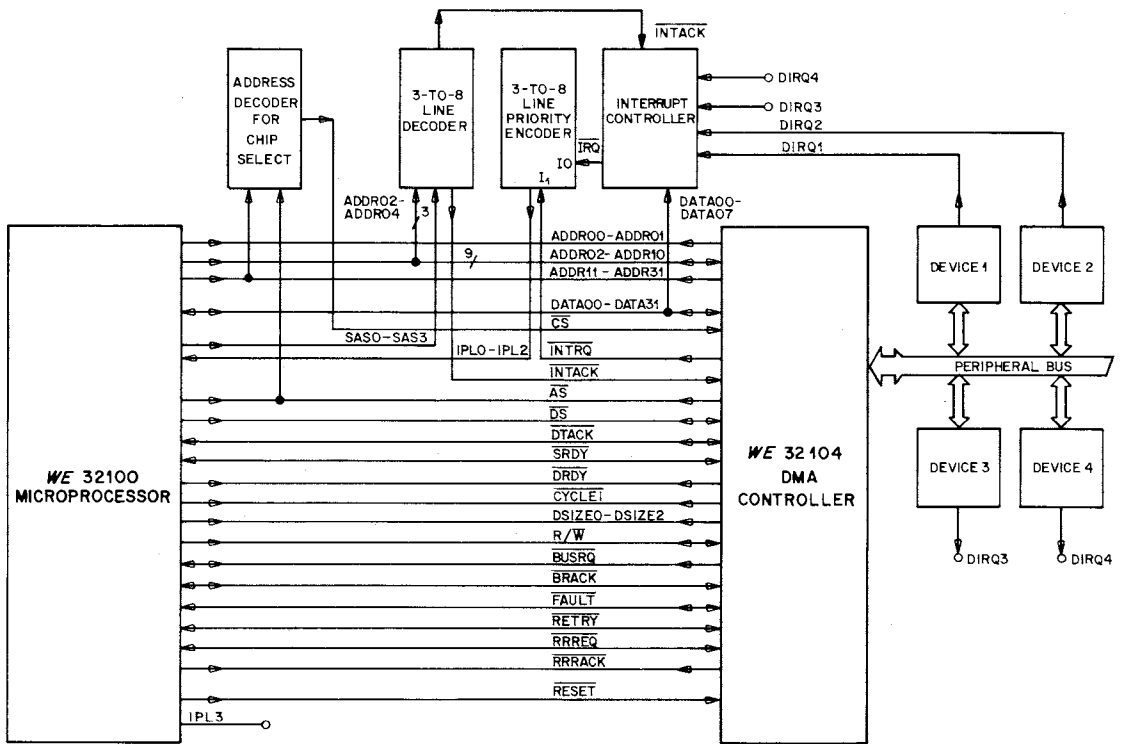 INTACK
ADDRESS
DECODER
FOR
CHIP
SELECT
3-TO-8
LINE
DECODER
3-TO-8
LINE
PRIORITY
ENCODER
I1
IO
IRQ
INTERRUPT
CONTROLLER
DIRQ4
DIRQ3
DIRQ2
DIRQ1
ADDR02-
ADDR04
3
DATA00-
DATA07
ADDR00-ADDR01
9/
ADDR02-ADDR10
ADDR11-ADDR31
DATA00-DATA31
CS
SAS0-SAS3
IPL0-IPL2
INTRQ
INTACK
AS
DS
DTACK
SRDY
DRDY
CYCLEI
DSIZE0-DSIZE2
R/W
BUSRQ
BRACK
FAULT
RETRY
RRREQ
RRRACK
RESET
IPL3
WE 32100
MICROPROCESSOR
WE 32104
DMA
CONTROLLER
DEVICE 1
DEVICE 2
PERIPHERAL BUS
DEVICE 3
DEVICE 4
DIRQ3
DIRQ4